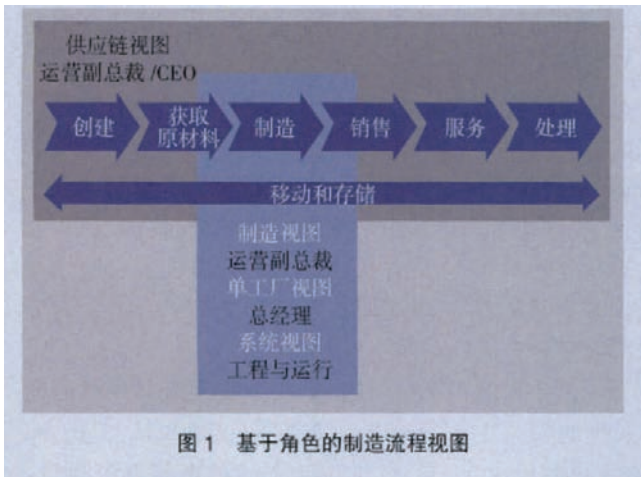 供应链视图
运营副总裁/CEO
创建
获取
原材料
制造
销售
服务
处理
移动和存储
制造视图
运营副总裁
单工厂视图
总经理
系统视图
工程与运行
图1 基于角色的制造流程视图